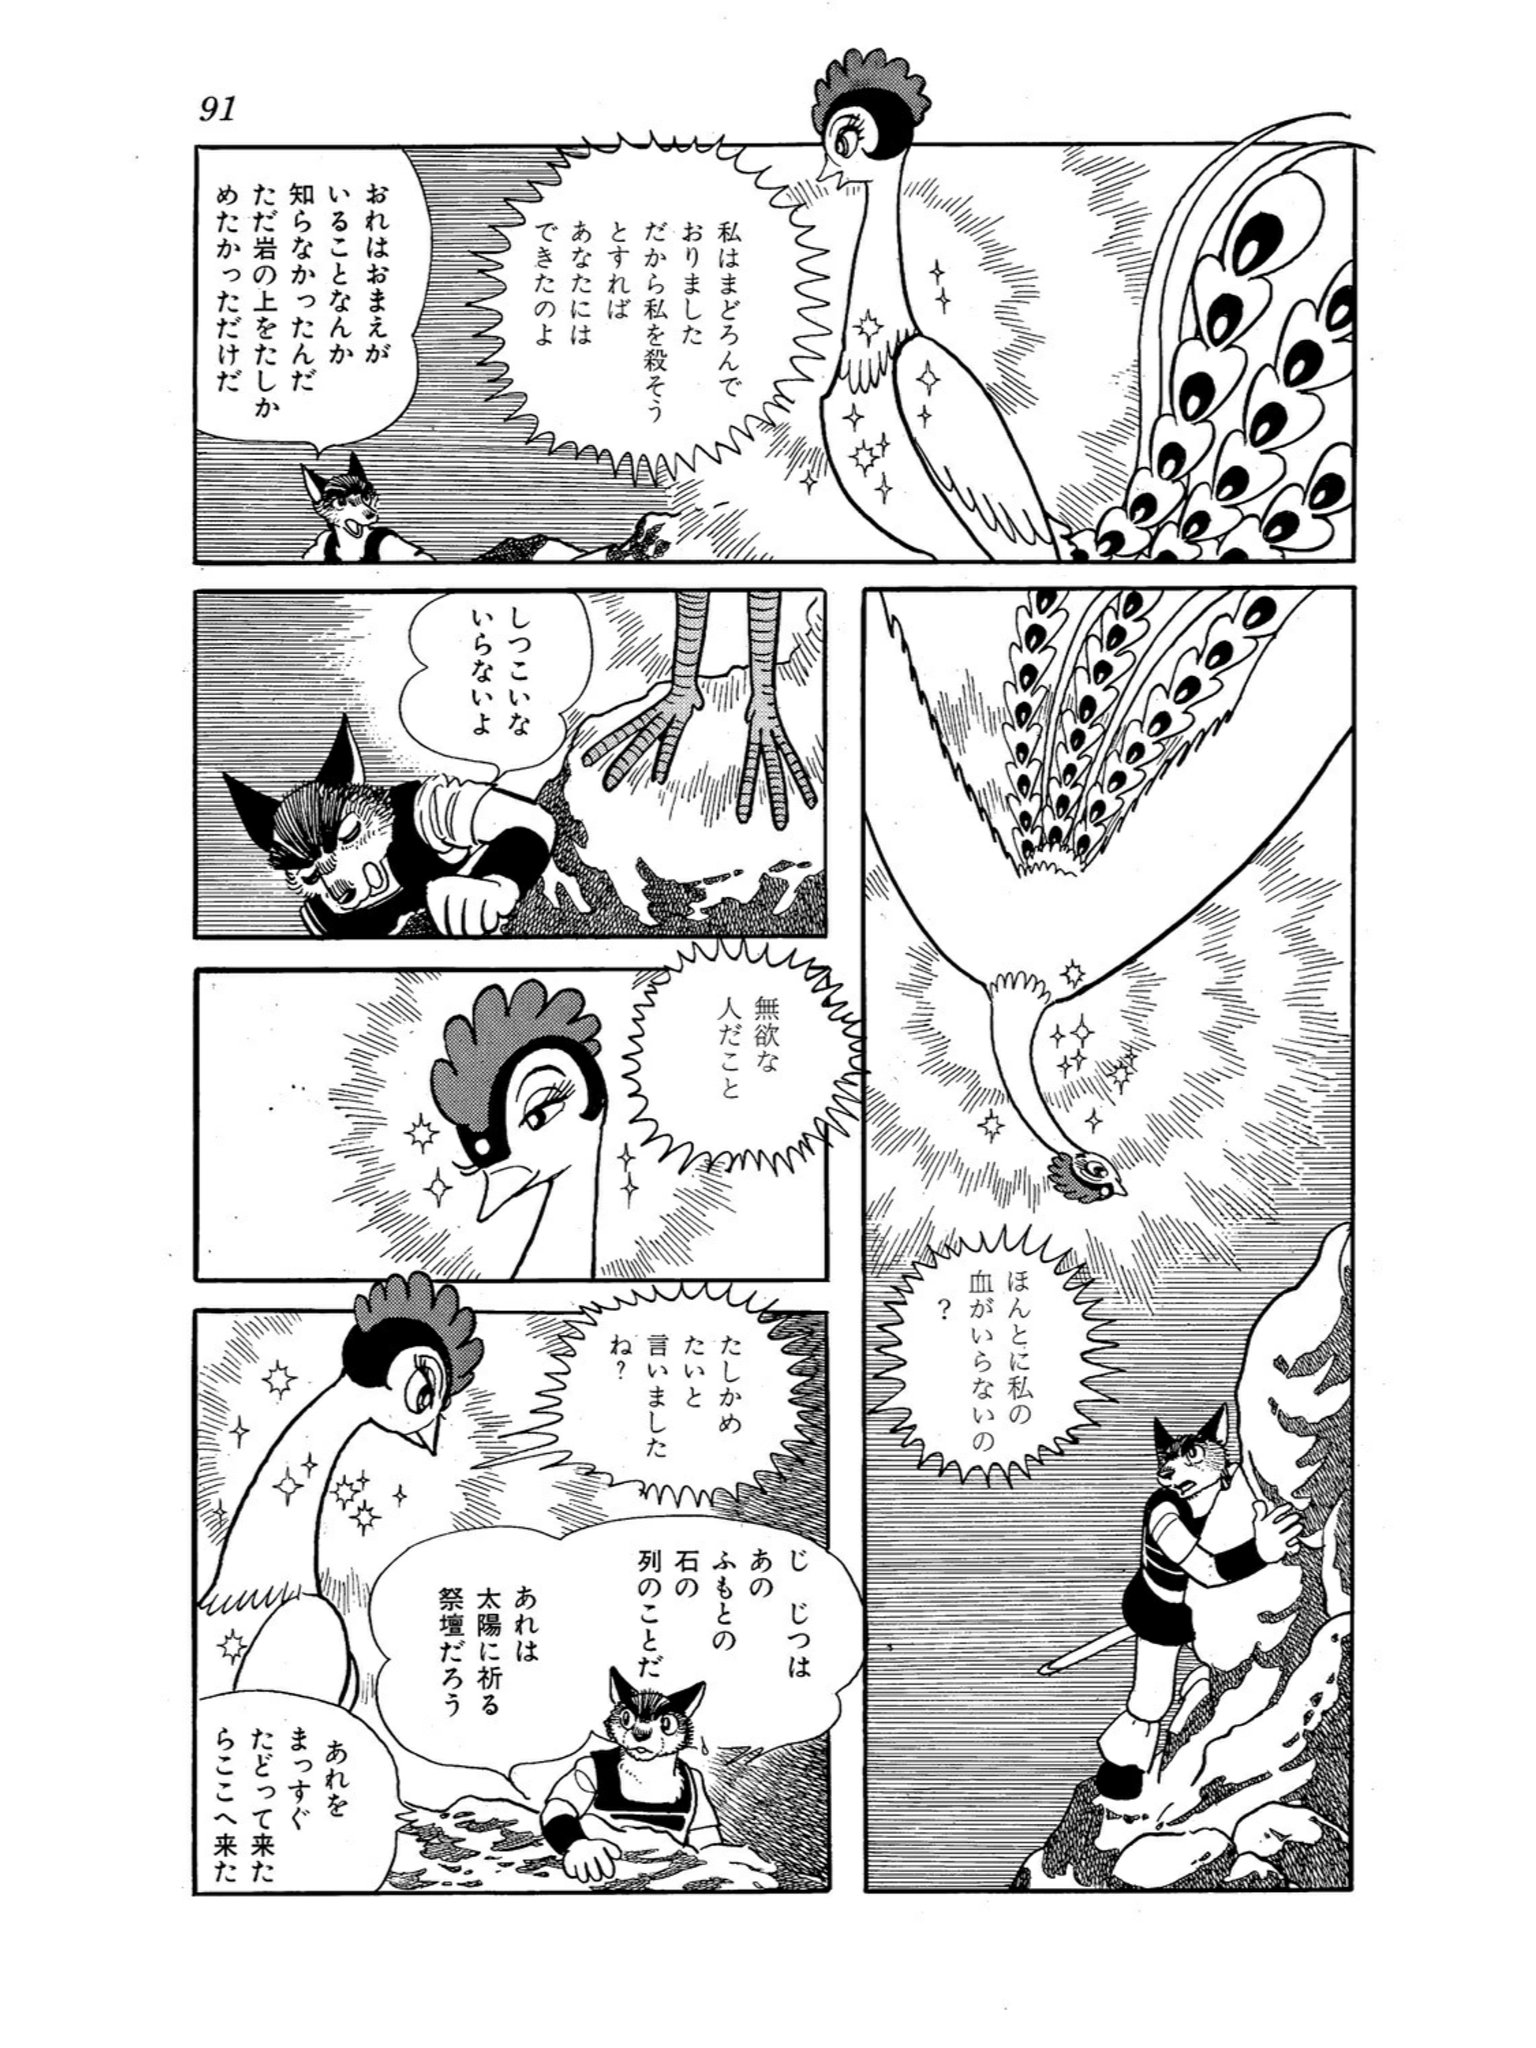 91
私はまどろんで
おりました
だから私を殺そう
とすれば
あなたには
できたのよ
おれはおまえが
いることなんか
知らなかったんだ
ただ岩の上をたしか
めたかっただけだ
ほんとに私の
血がいらないの
？
しつこいな
いらないよ
無欲な
人だこと
たしかめ
たいと
言いました
ね？
じ じつは
あの
ふもとの
石の
列のことだ
あれは
太陽に祈る
祭壇だろう
あれを
まっすぐ
たどって来た
らここへ来た